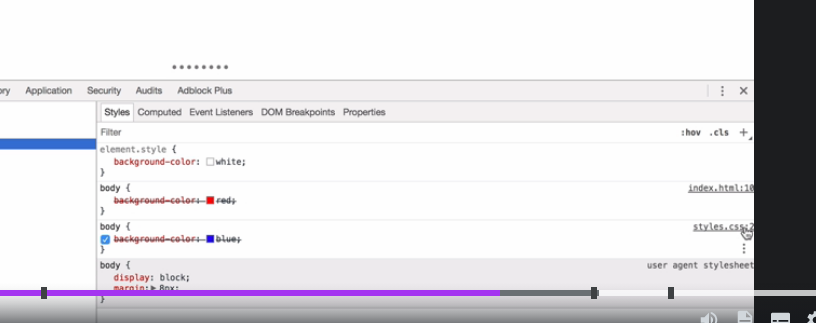 ory Application Security Audits Adblock Plus
Styles Computed Event Listeners DOM Breakpoints Properties
Filter :hov .cls +
element.style {
background-color: white;
}
body { index.html:10
background-color: red;
}
body { styles.css:2
background-color: blue;
}
body { user agent stylesheet
display: block;
margin: 8px;
}